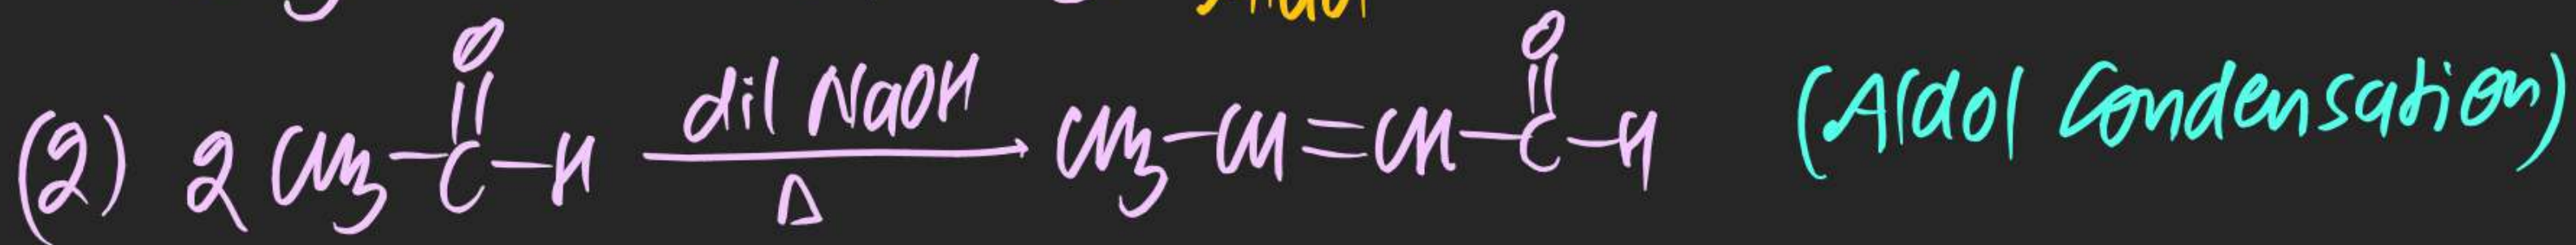 (2) 2 CH3-C(=O)-H dil NaOH Δ → CH3-CH=CH-C(=O)-H (Aldol Condensation)